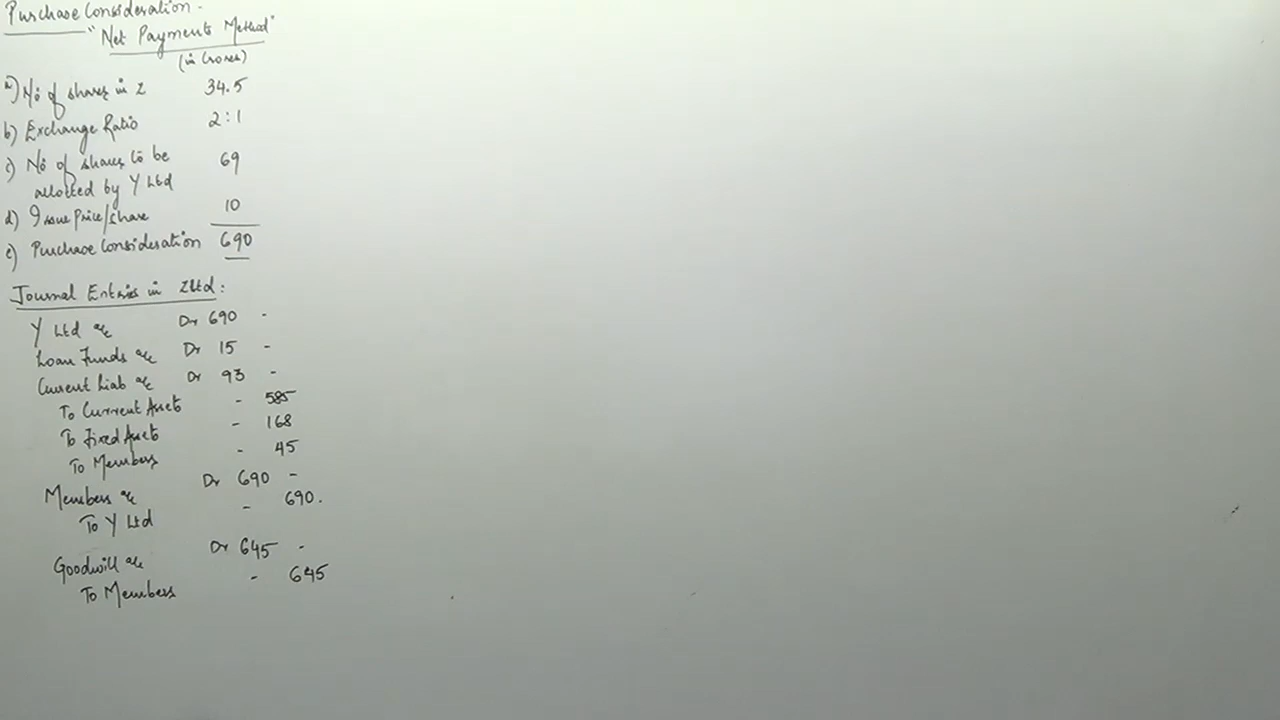 Purchase Consideration -
"Net Payments Method"
(in Crores)
a) No of shares in Z 34.5
b) Exchange Ratio 2:1
c) No of shares to be
allotted by Y Ltd 69
d) Issue Price/share 10
e) Purchase Consideration 690
Journal Entries in Z Ltd:
Y Ltd a/c Dr 690 -
Loan Funds a/c Dr 15 -
Current Liab a/c Dr 93 -
To Current Assets - 585
To Fixed Assets - 168
To Members - 45
Members a/c Dr 690 -
To Y Ltd - 690.
Goodwill a/c Dr 645 -
To Members - 645